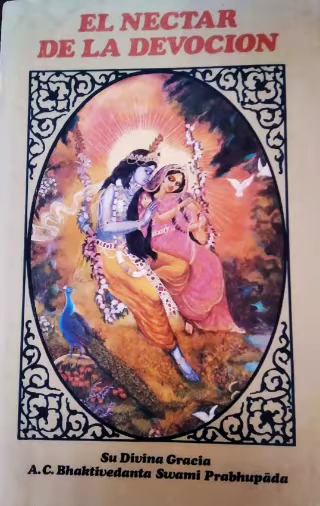 EL NECTAR
DE LA DEVOCION
Su Divina Gracia
A.C. Bhaktivedanta Swami Prabhupāda